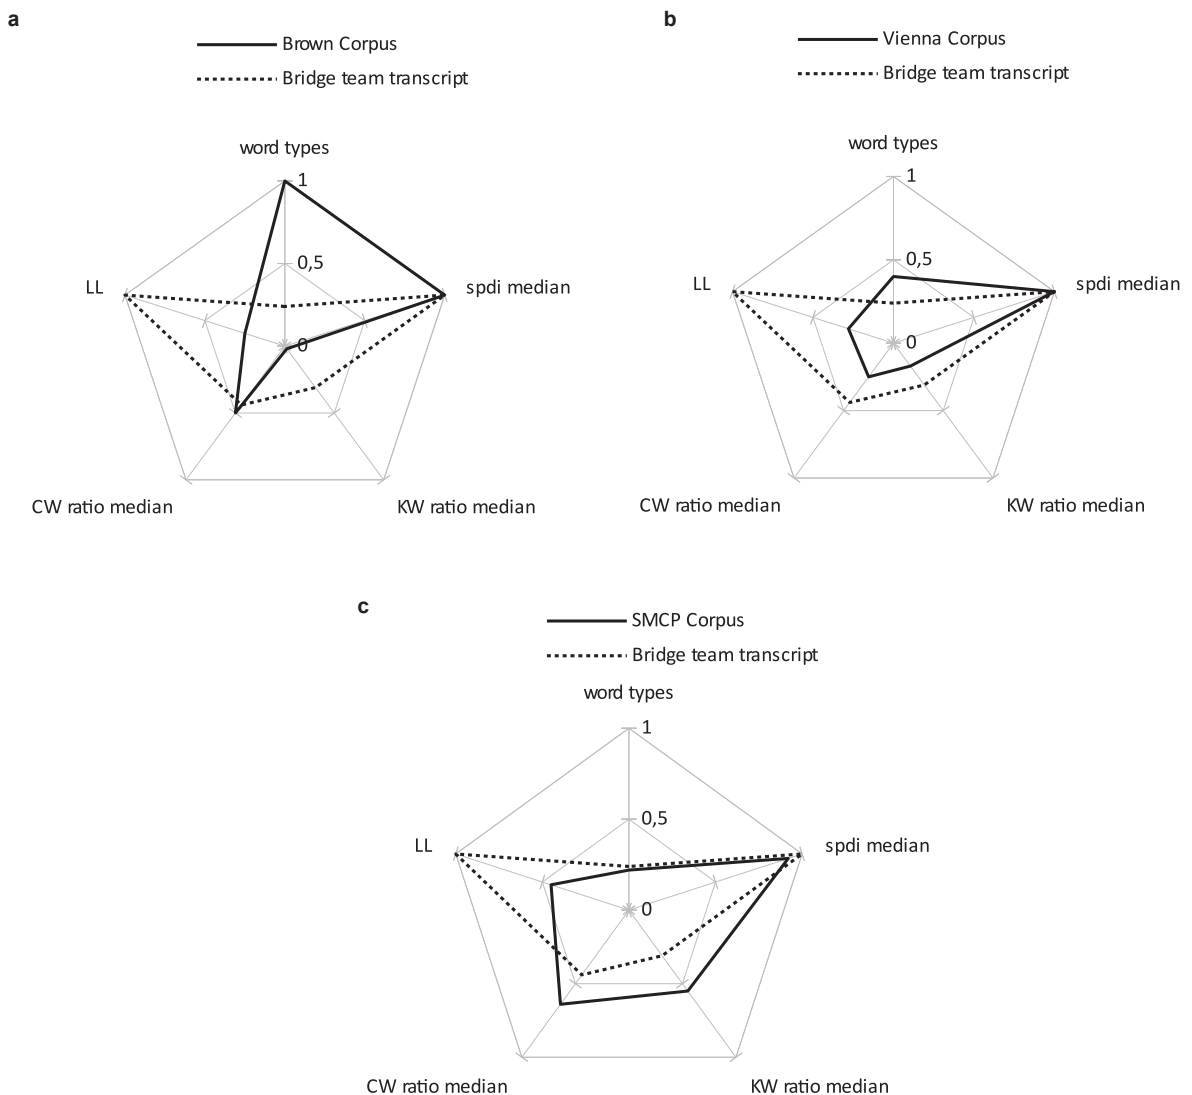 a
Brown Corpus
Bridge team transcript
word types
1
0,5
LL
spdi median
0
CW ratio median
KW ratio median
b
Vienna Corpus
Bridge team transcript
word types
1
0,5
LL
spdi median
0
CW ratio median
KW ratio median
c
SMCP Corpus
Bridge team transcript
word types
1
0,5
LL
spdi median
0
CW ratio median
KW ratio median